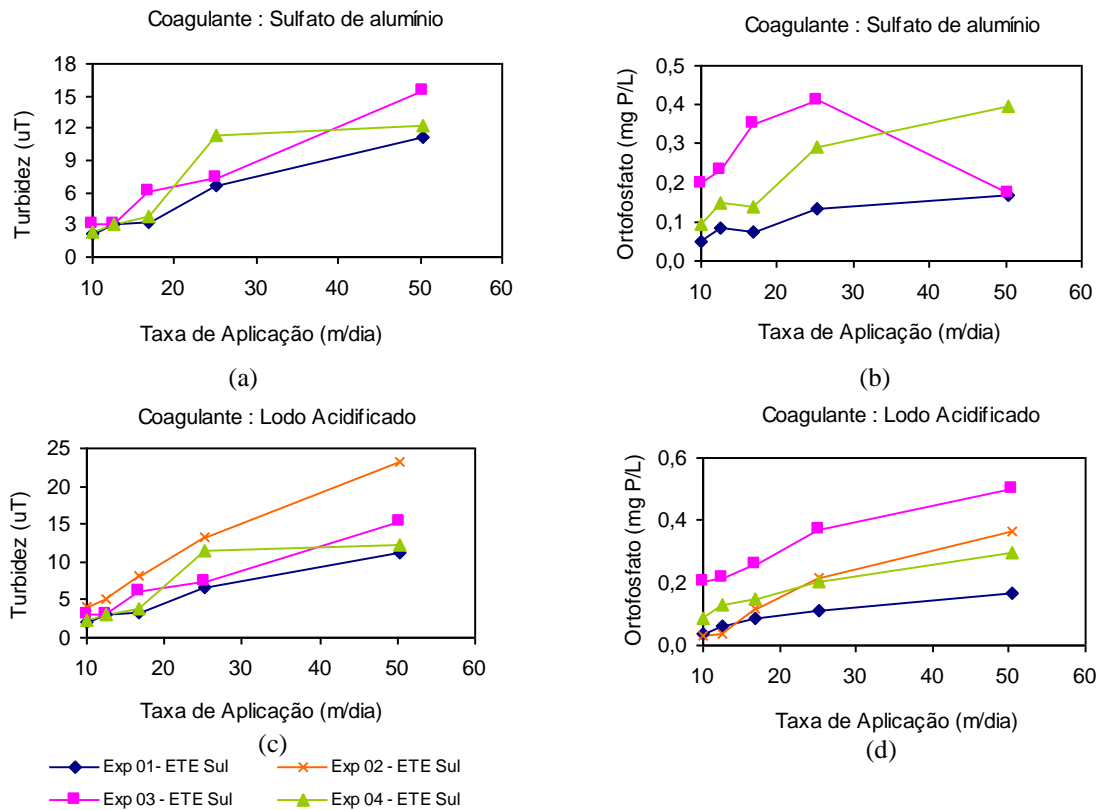 Coagulante : Sulfato de alumínio
Turbidez (uT)
18
15
12
9
6
3
0
10 20 30 40 50 60
Taxa de Aplicação (m/dia)
(a)
Coagulante : Sulfato de alumínio
Ortofosfato (mg P/L)
0,5
0,4
0,3
0,2
0,1
0,0
10 20 30 40 50 60
Taxa de Aplicação (m/dia)
(b)
Coagulante : Lodo Acidificado
Turbidez (uT)
25
20
15
10
5
0
10 20 30 40 50 60
Taxa de Aplicação (m/dia)
(c)
Coagulante : Lodo Acidificado
Ortofosfato (mg P/L)
0,6
0,4
0,2
0,0
10 20 30 40 50 60
Taxa de Aplicação (m/dia)
(d)
Exp 01- ETE Sul
Exp 02 - ETE Sul
Exp 03 - ETE Sul
Exp 04 - ETE Sul